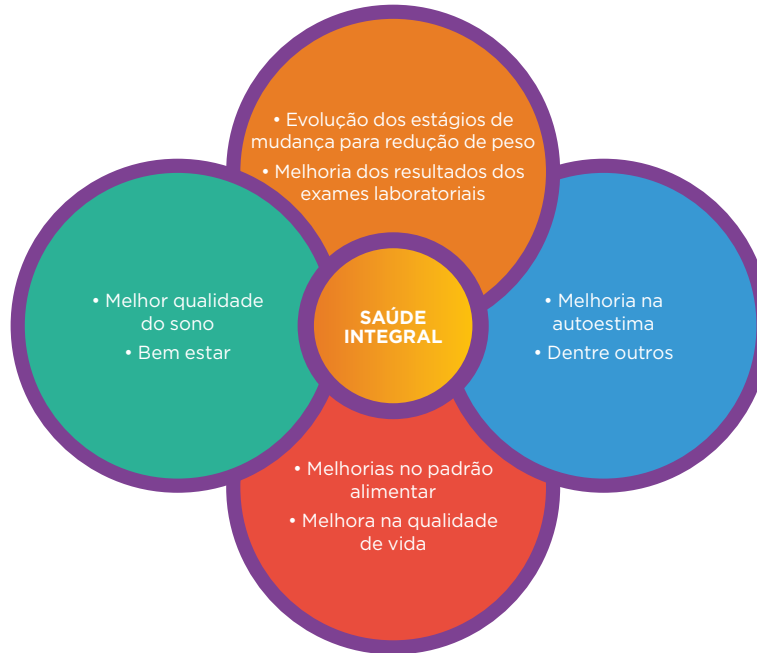 • Evolução dos estágios de
mudança para redução de peso
• Melhoria dos resultados dos
exames laboratoriais
• Melhor qualidade
do sono
• Bem estar
SAÚDE
INTEGRAL
• Melhoria na
autoestima
• Dentre outros
• Melhorias no padrão
alimentar
• Melhora na qualidade
de vida